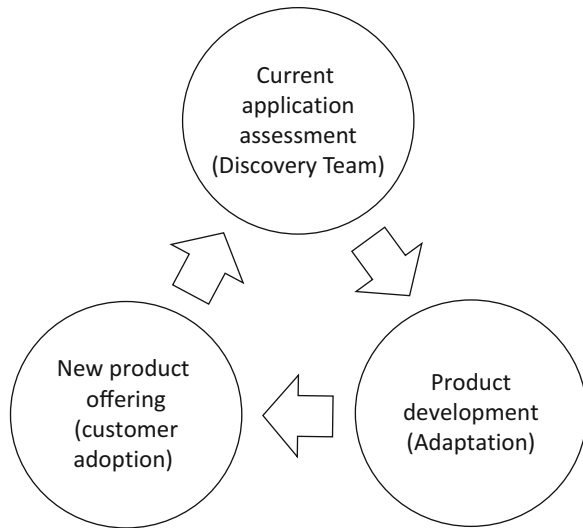 Current
application
assessment
(Discovery Team)
New product
offering
(customer
adoption)
Product
development
(Adaptation)